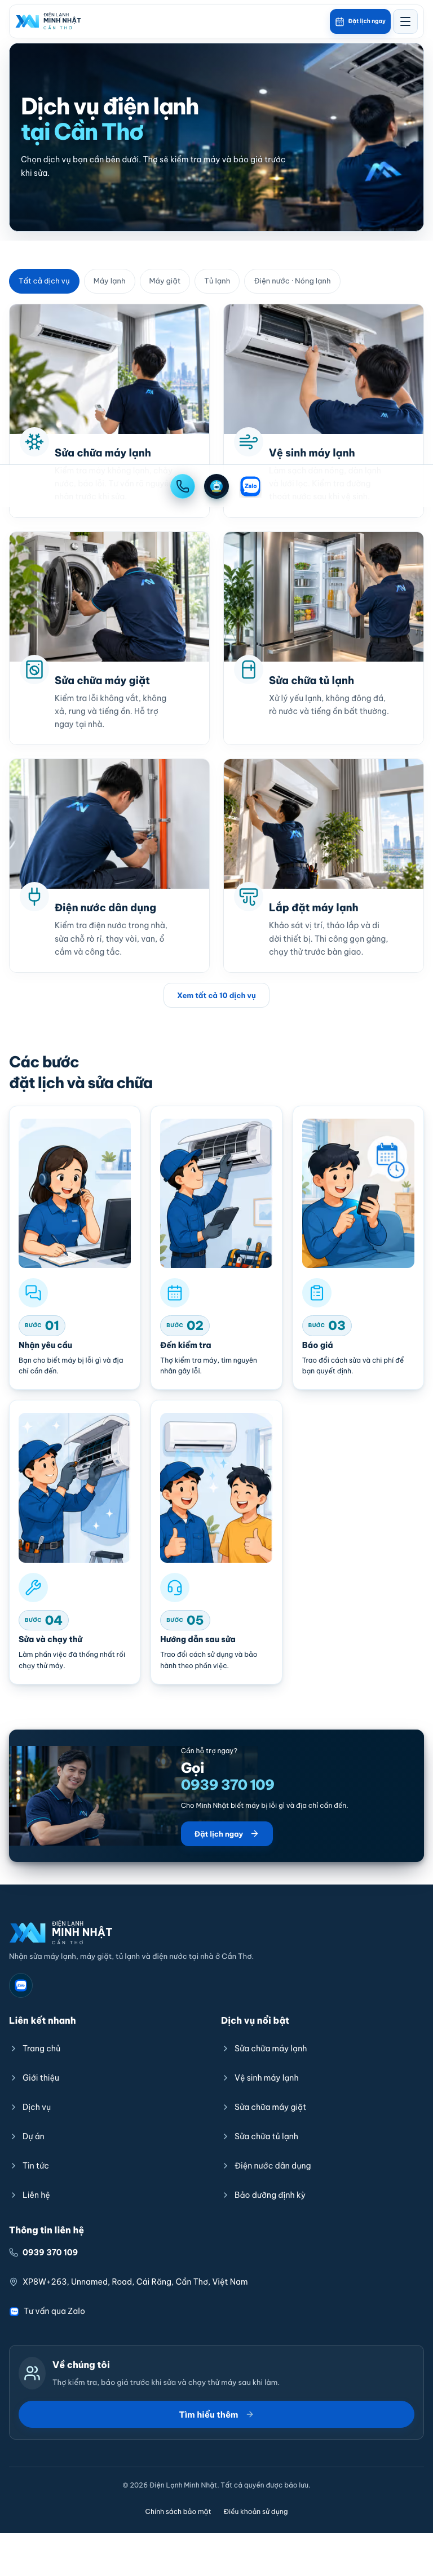 ĐIỆN LẠNH
MINH NHẬT
CẦN THƠ
Đặt lịch ngay
Dịch vụ điện lạnh
tại Cần Thơ
Chọn dịch vụ bạn cần bên dưới. Thợ sẽ kiểm tra máy và báo giá trước
khi sửa.
Tất cả dịch vụ
Máy lạnh
Máy giặt
Tủ lạnh
Điện nước · Nóng lạnh
Sửa chữa máy lạnh
Vệ sinh máy lạnh
Zalo
Sửa chữa máy giặt
Kiểm tra lỗi không vắt, không
xả, rung và tiếng ồn. Hỗ trợ
ngay tại nhà.
Sửa chữa tủ lạnh
Xử lý yếu lạnh, không đông đá,
rò nước và tiếng ồn bất thường.
Điện nước dân dụng
Kiểm tra điện nước trong nhà,
sửa chỗ rò rỉ, thay vòi, van, ổ
cắm và công tắc.
Lắp đặt máy lạnh
Khảo sát vị trí, tháo lắp và di
dời thiết bị. Thi công gọn gàng,
chạy thử trước bàn giao.
Xem tất cả 10 dịch vụ
Các bước
đặt lịch và sửa chữa
BƯỚC 01
Nhận yêu cầu
Bạn cho biết máy bị lỗi gì và địa
chỉ cần đến.
BƯỚC 02
Đến kiểm tra
Thợ kiểm tra máy, tìm nguyên
nhân gây lỗi.
BƯỚC 03
Báo giá
Trao đổi cách sửa và chi phí để
bạn quyết định.
BƯỚC 04
Sửa và chạy thử
Làm phần việc đã thống nhất rồi
chạy thử máy.
BƯỚC 05
Hướng dẫn sau sửa
Trao đổi cách sử dụng và bảo
hành theo phần việc.
Cần hỗ trợ ngay?
Gọi
0939 370 109
Cho Minh Nhật biết máy bị lỗi gì và địa chỉ cần đến.
Đặt lịch ngay
ĐIỆN LẠNH
MINH NHẬT
CẦN THƠ
Nhận sửa máy lạnh, máy giặt, tủ lạnh và điện nước tại nhà ở Cần Thơ.
Zalo
Liên kết nhanh
Trang chủ
Giới thiệu
Dịch vụ
Dự án
Tin tức
Liên hệ
Dịch vụ nổi bật
Sửa chữa máy lạnh
Vệ sinh máy lạnh
Sửa chữa máy giặt
Sửa chữa tủ lạnh
Điện nước dân dụng
Bảo dưỡng định kỳ
Thông tin liên hệ
0939 370 109
XP8W+263, Unnamed, Road, Cái Răng, Cần Thơ, Việt Nam
Tư vấn qua Zalo
Về chúng tôi
Thợ kiểm tra, báo giá trước khi sửa và chạy thử máy sau khi làm.
Tìm hiểu thêm
© 2026 Điện Lạnh Minh Nhật. Tất cả quyền được bảo lưu.
Chính sách bảo mật
Điều khoản sử dụng